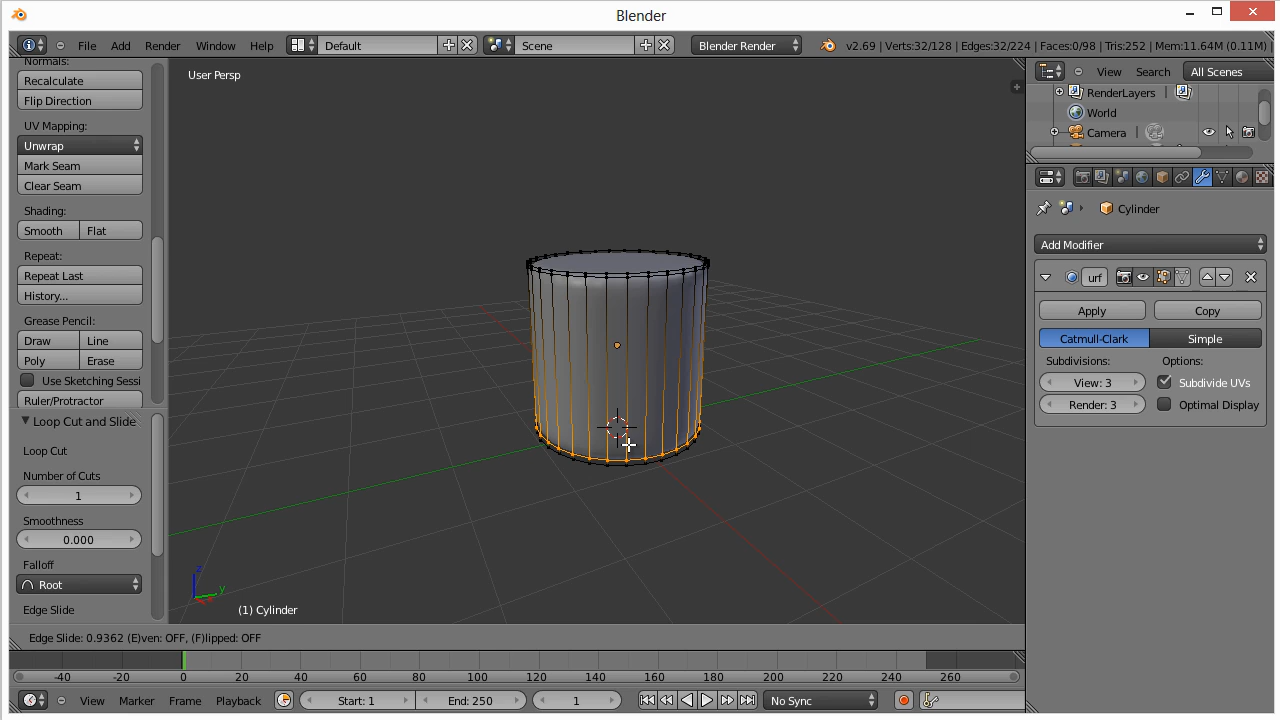 Blender
File Add Render Window Help Default Scene Blender Render v2.69 | Verts:32/128 | Edges:32/224 | Faces:0/98 | Tris:252 | Mem:11.64M (0.11M) |
Normals:
Recalculate
Flip Direction
UV Mapping:
Unwrap
Mark Seam
Clear Seam
Shading:
Smooth Flat
Repeat:
Repeat Last
History...
Grease Pencil:
Draw Line
Poly Erase
Use Sketching Sessi
Ruler/Protractor
Loop Cut and Slide
Loop Cut
Number of Cuts
1
Smoothness
0.000
Falloff
Root
Edge Slide
User Persp
z
y
(1) Cylinder
Edge Slide: 0.9362 (E)ven: OFF, (F)lipped: OFF
View Search All Scenes
RenderLayers |
World
Camera |
Cylinder
Add Modifier
urf
Apply Copy
Catmull-Clark Simple
Subdivisions: Options:
View: 3 Subdivide UVs
Render: 3 Optimal Display
-40 -20 0 20 40 60 80 100 120 140 160 180 200 220 240 260
View Marker Frame Playback Start: 1 End: 250 1 No Sync